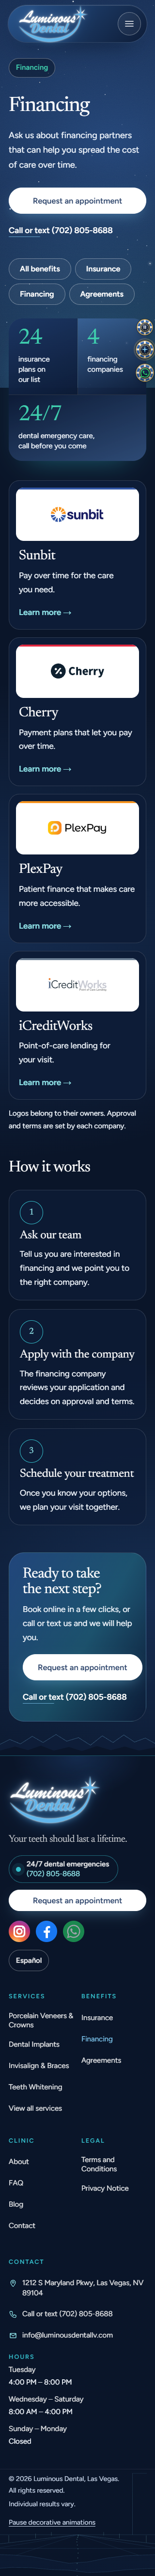 Luminous
Dental
Financing
Financing
Ask us about financing partners
that can help you spread the cost
of care over time.
Request an appointment
Call or text (702) 805-8688
All benefits
Insurance
Financing
Agreements
24
insurance
plans on
our list
4
financing
companies
24/7
dental emergency care,
call before you come
sunbit
Sunbit
Pay over time for the care
you need.
Learn more →
Cherry
Cherry
Payment plans that let you pay
over time.
Learn more →
PlexPay
PlexPay
Patient finance that makes care
more accessible.
Learn more →
iCreditWorks
iCreditWorks
Point-of-care lending for
your visit.
Learn more →
Logos belong to their owners. Approval
and terms are set by each company.
How it works
1
Ask our team
Tell us you are interested in
financing and we point you to
the right company.
2
Apply with the company
The financing company
reviews your application and
decides on approval and terms.
3
Schedule your treatment
Once you know your options,
we plan your visit together.
Ready to take
the next step?
Book online in a few clicks, or
call or text us and we will help
you.
Request an appointment
Call or text (702) 805-8688
Luminous
Dental
Your teeth should last a lifetime.
24/7 dental emergencies
(702) 805-8688
Request an appointment
Español
SERVICES
Porcelain Veneers &
Crowns
Dental Implants
Invisalign & Braces
Teeth Whitening
View all services
BENEFITS
Insurance
Financing
Agreements
CLINIC
About
FAQ
Blog
Contact
LEGAL
Terms and
Conditions
Privacy Notice
CONTACT
1212 S Maryland Pkwy, Las Vegas, NV
89104
Call or text (702) 805-8688
info@luminousdentallv.com
HOURS
Tuesday
4:00 PM – 8:00 PM
Wednesday – Saturday
8:00 AM – 4:00 PM
Sunday – Monday
Closed
© 2026 Luminous Dental, Las Vegas.
All rights reserved.
Individual results vary.
Pause decorative animations